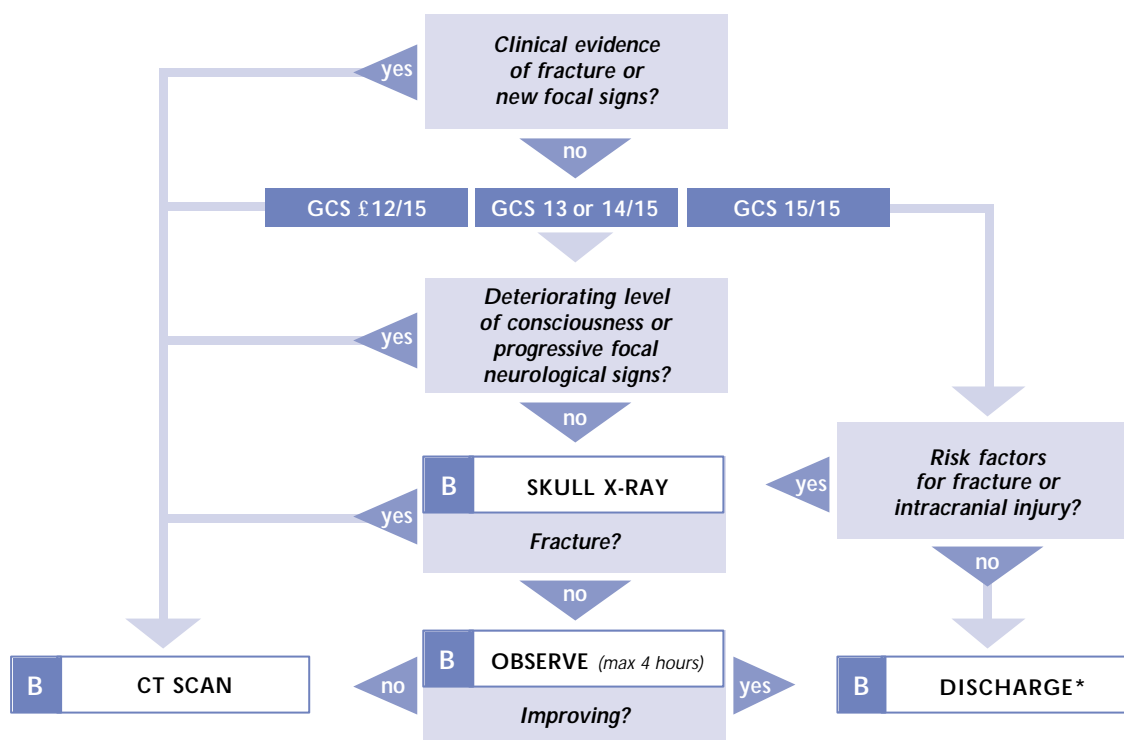 Clinical evidence
of fracture or
new focal signs?
yes
no
GCS £12/15
GCS 13 or 14/15
GCS 15/15
Deteriorating level
of consciousness or
progressive focal
neurological signs?
yes
no
Risk factors
for fracture or
intracranial injury?
yes
no
B SKULL X-RAY
Fracture?
yes
no
B CT SCAN
B OBSERVE (max 4 hours)
Improving?
no
yes
B DISCHARGE*